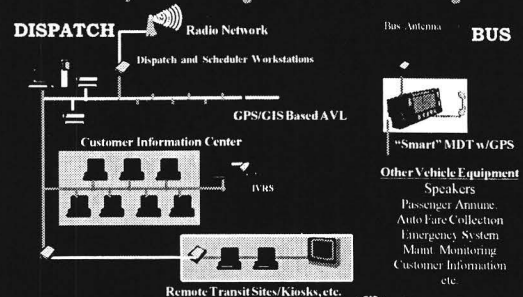 DISPATCH
Radio Network
Dispatch and Scheduler Workstations
GPS/GIS Based AVL
Customer Information Center
IVRS
Remote Transit Sites/Kiosks, etc.
Bus Antenna
BUS
"Smart" MDT w/GPS
Other Vehicle Equipment
Speakers
Passenger Annunc.
Auto Fare Collection
Emergency System
Maint. Monitoring
Customer Information
etc.